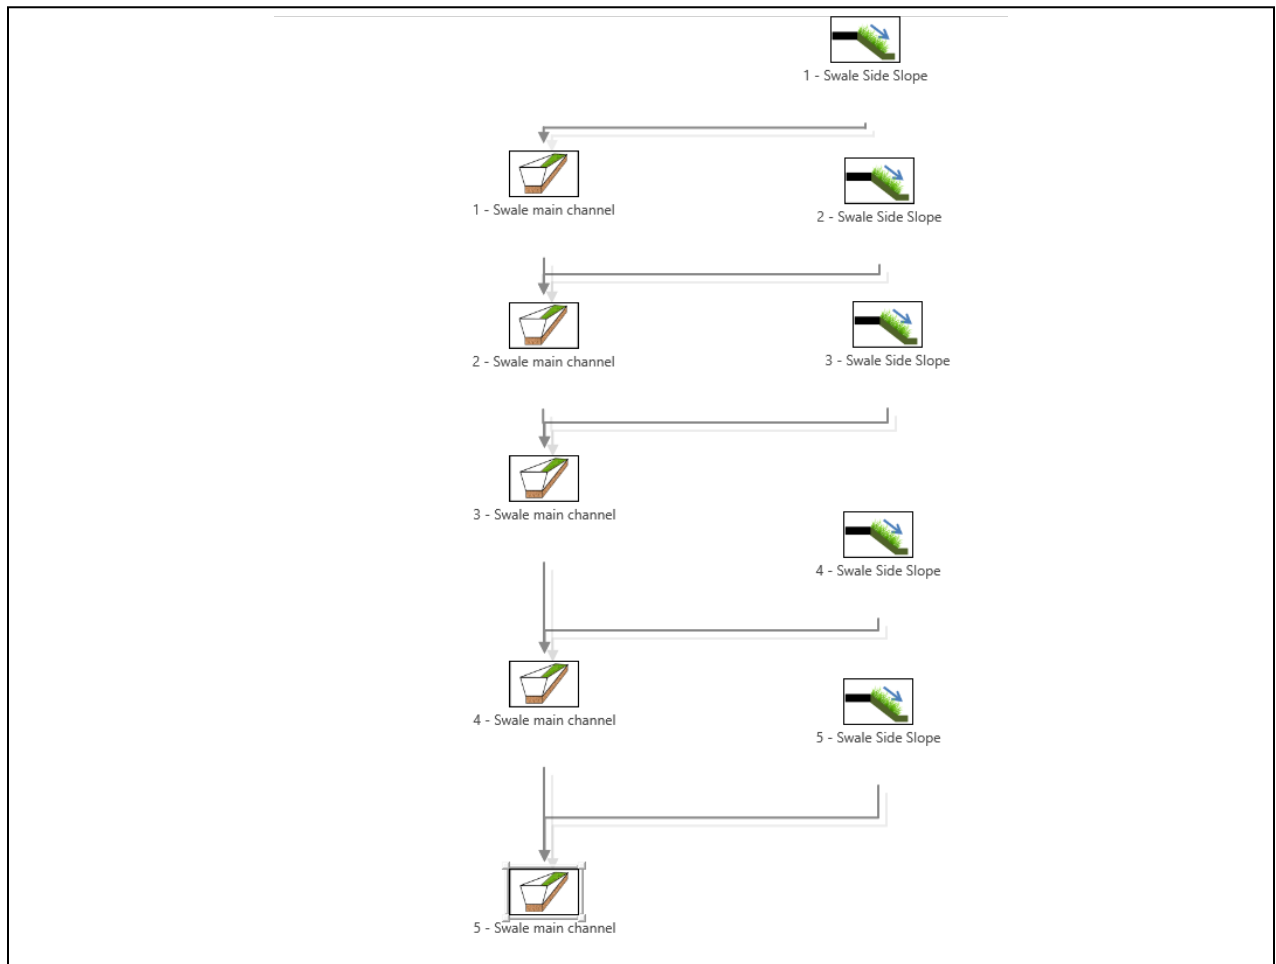 1 - Swale Side Slope
1 - Swale main channel
2 - Swale Side Slope
2 - Swale main channel
3 - Swale Side Slope
3 - Swale main channel
4 - Swale Side Slope
4 - Swale main channel
5 - Swale Side Slope
5 - Swale main channel